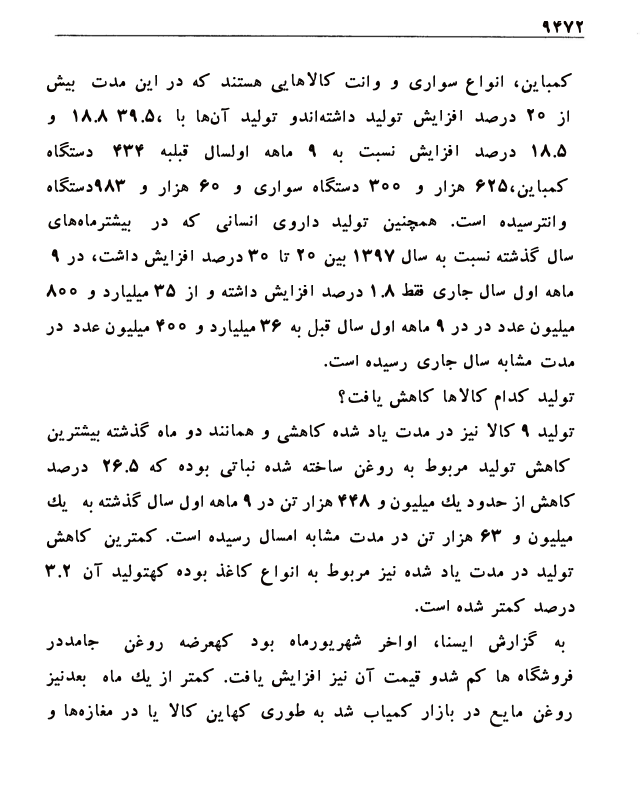 ۹۴۷۲
کمباین، انواع سواری و وانت کالاهایی هستند که در این مدت بیش
از ۲۰ درصد افزایش تولید داشته‌اندو تولید آن‌ها با ،۳۹.۵ ۱۸.۸ و
۱۸.۵ درصد افزایش نسبت به ۹ ماهه اولسال قبلبه ۴۳۴ دستگاه
کمباین،۶۲۵ هزار و ۳۰۰ دستگاه سواری و ۶۰ هزار و ۹۸۳دستگاه
وانترسیده است. همچنین تولید داروی انسانی که در بیشترماه‌های
سال گذشته نسبت به سال ۱۳۹۷ بین ۲۰ تا ۳۰ درصد افزایش داشت، در ۹
ماهه اول سال جاری فقط ۱.۸ درصد افزایش داشته و از ۳۵ میلیارد و ۸۰۰
میلیون عدد در در ۹ ماهه اول سال قبل به ۳۶ میلیارد و ۴۰۰ میلیون عدد در
مدت مشابه سال جاری رسیده است.
تولید کدام کالاها کاهش یافت؟
تولید ۹ کالا نیز در مدت یاد شده کاهشی و همانند دو ماه گذشته بیشترین
کاهش تولید مربوط به روغن ساخته شده نباتی بوده که ۲۶.۵ درصد
کاهش از حدود یك میلیون و ۴۴۸ هزار تن در ۹ ماهه اول سال گذشته به یك
میلیون و ۶۳ هزار تن در مدت مشابه امسال رسیده است. کمترین کاهش
تولید در مدت یاد شده نیز مربوط به انواع کاغذ بوده کهتولید آن ۳.۲
درصد کمتر شده است.
به گزارش ایسنا، اواخر شهریورماه بود کهعرضه روغن جامددر
فروشگاه ها کم شدو قیمت آن نیز افزایش یافت. کمتر از یك ماه بعدنیز
روغن مایع در بازار کمیاب شد به طوری کهاین کالا یا در مغازه‌ها و